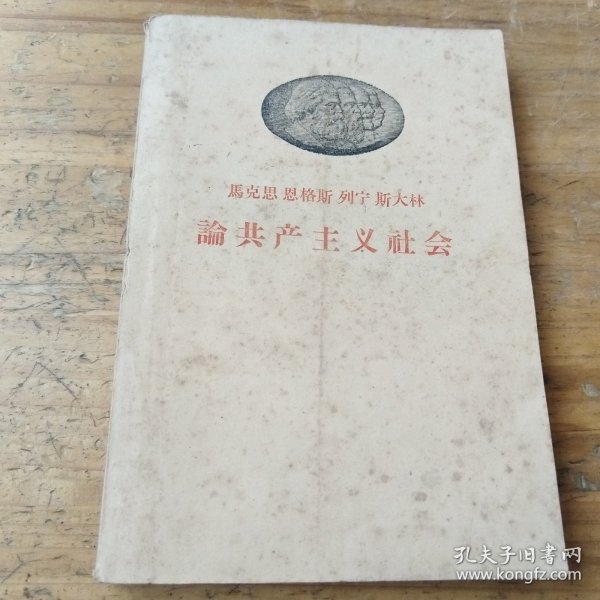 馬克思 恩格斯 列宁 斯大林
論共产主义社会
孔夫子旧书网
www.kongfz.com